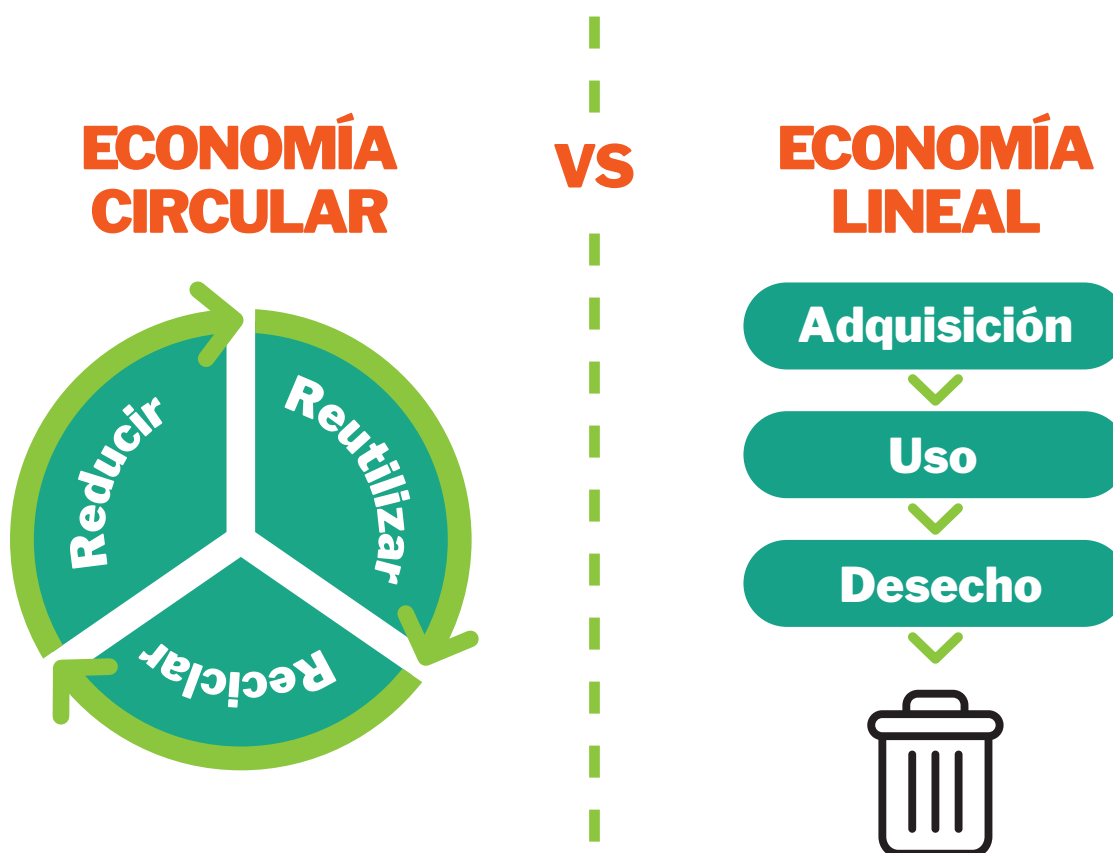 ECONOMÍA
CIRCULAR
Reducir
Reutilizar
Reciclar
VS
ECONOMÍA
LINEAL
Adquisición
Uso
Desecho